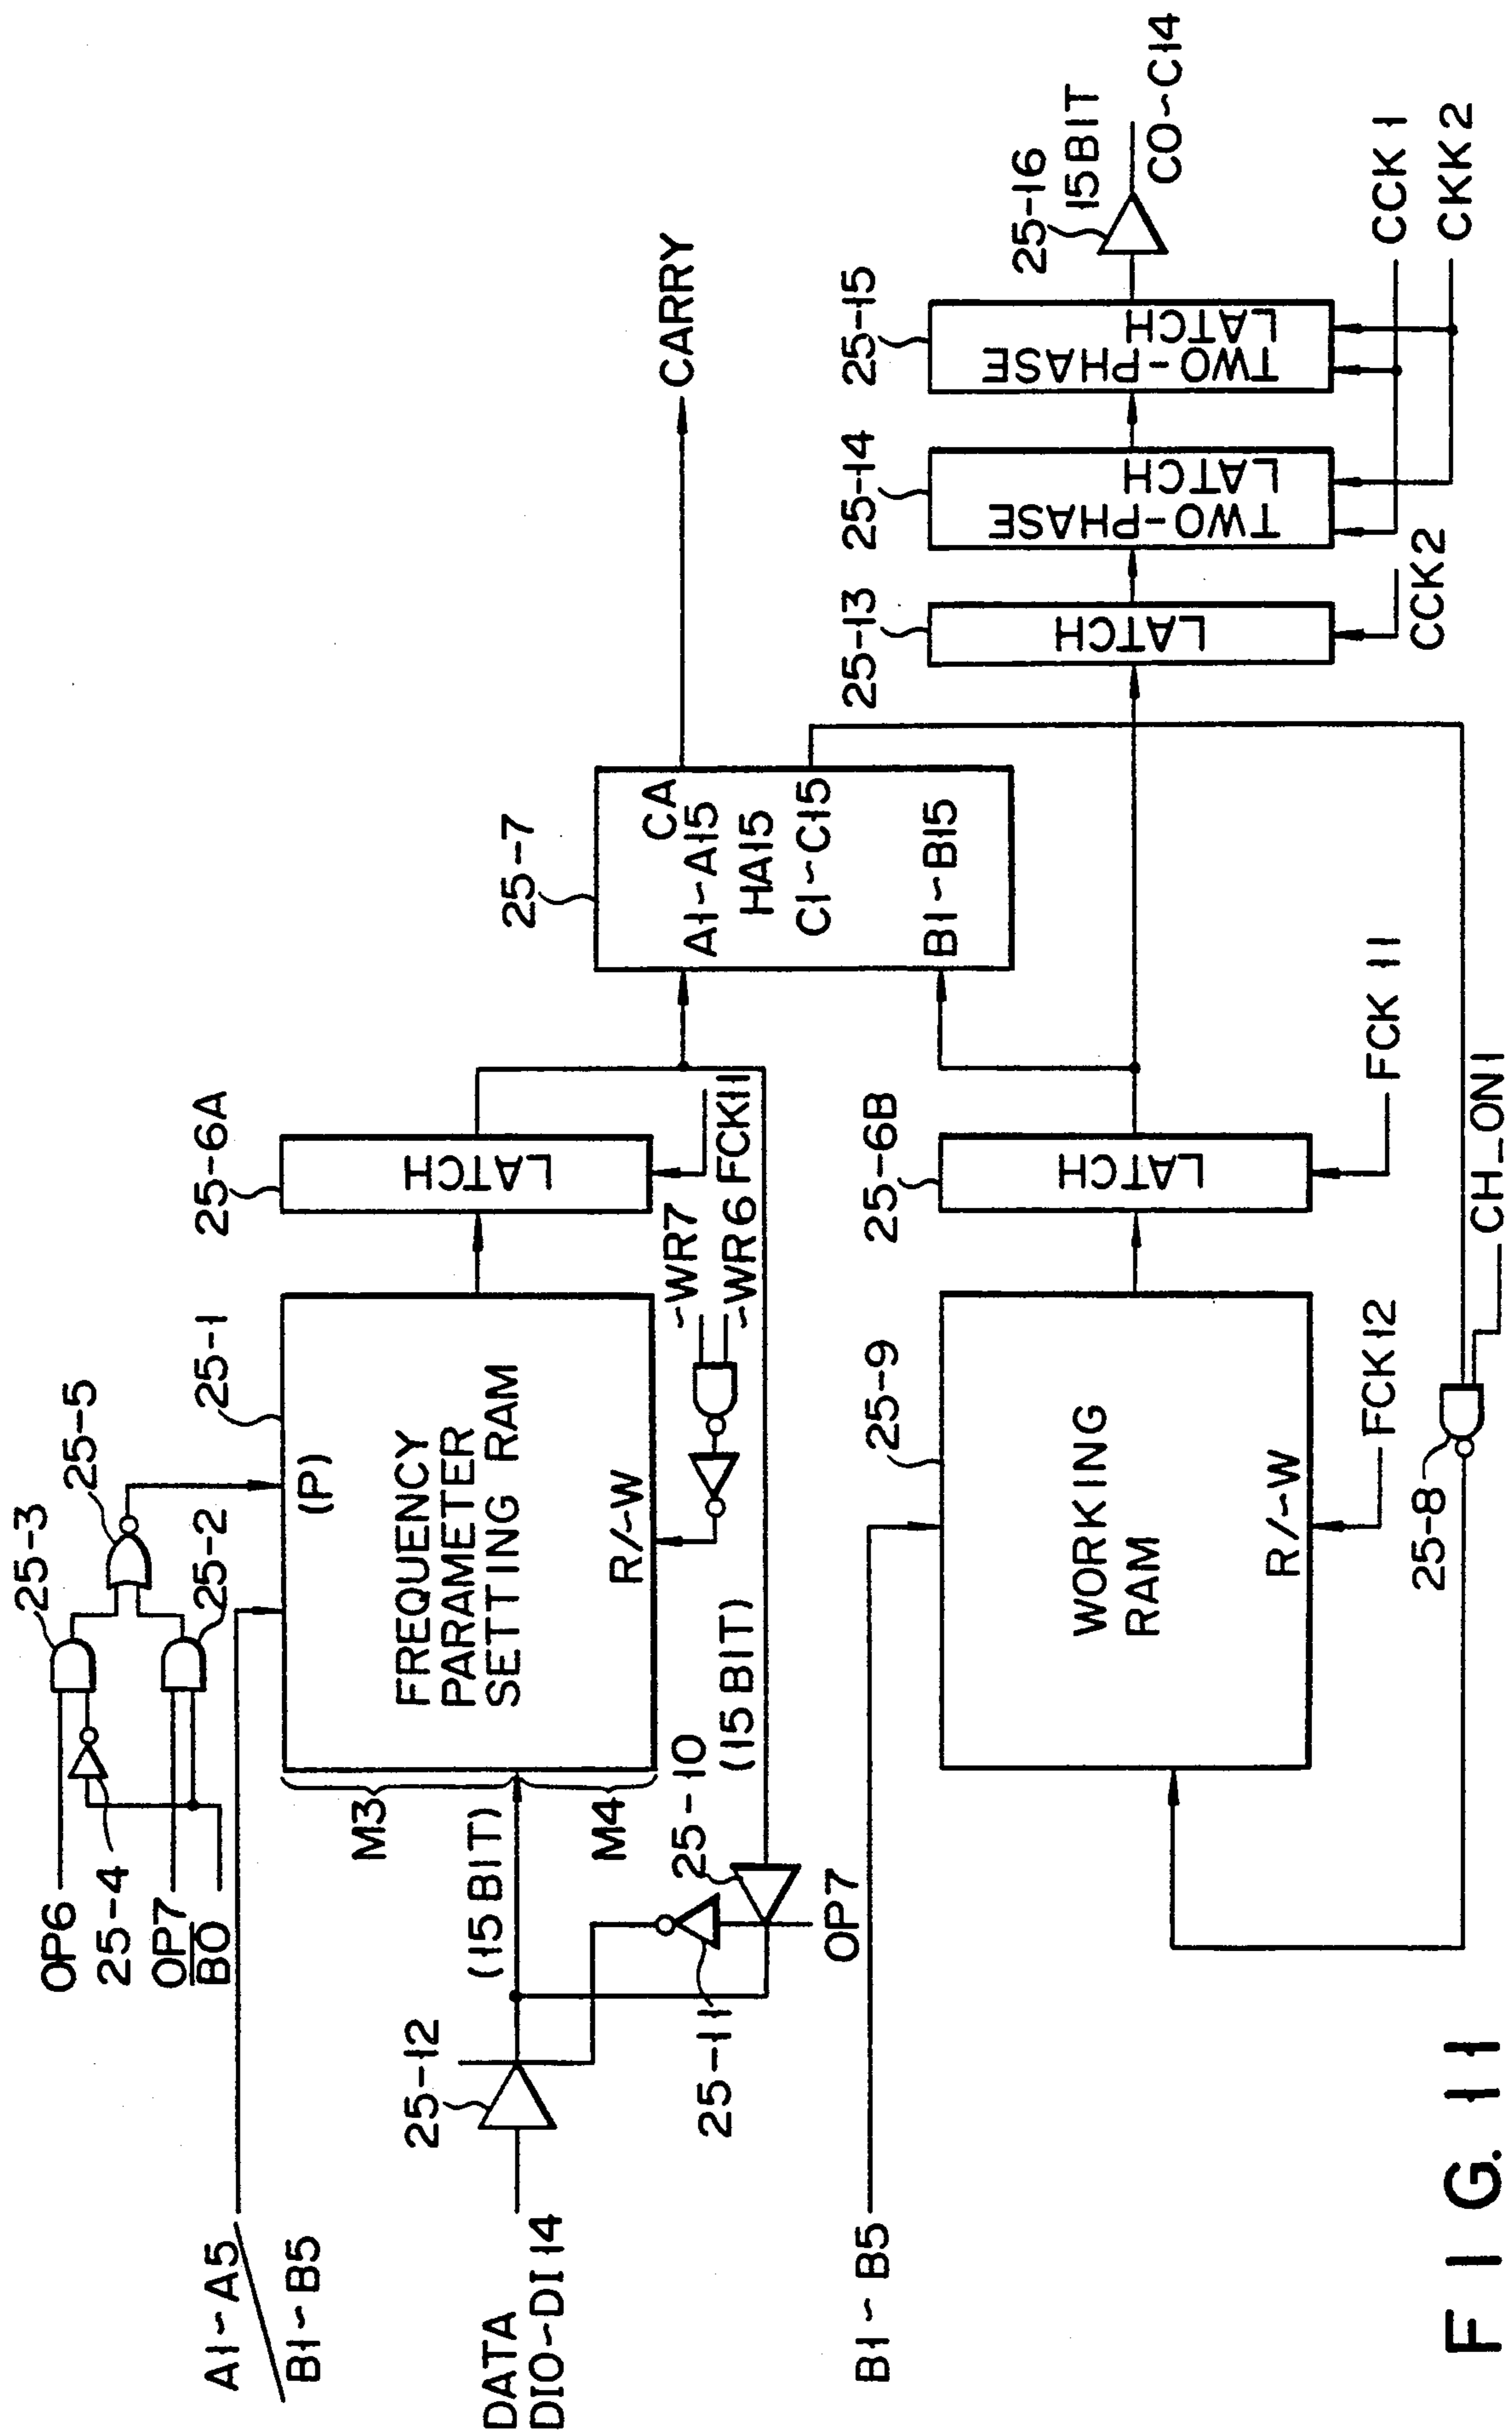 OP6
25-4
OP7
B̅0̅
25-3
25-5
25-2
A1~A5
B1~B5
25-1
(P)
FREQUENCY
PARAMETER
SETTING RAM
R/~W
M3
M4
(15 BIT)
25-6A
LATCH
FCK11
~WR7
~WR6
25-7
CA
A1~A15
HA15
C1~C15
B1~B15
CARRY
DATA
DI0~DI14
25-12
25-11
25-10
(15 BIT)
OP7
B1~B5
25-9
WORKING
RAM
R/~W
FCK12
25-6B
LATCH
FCK11
25-8
CH_ON1
25-13
LATCH
CCK2
25-14
TWO-PHASE
LATCH
25-15
TWO-PHASE
LATCH
25-16
15BIT
C0~C14
CCK1
CKK2
FIG. 11